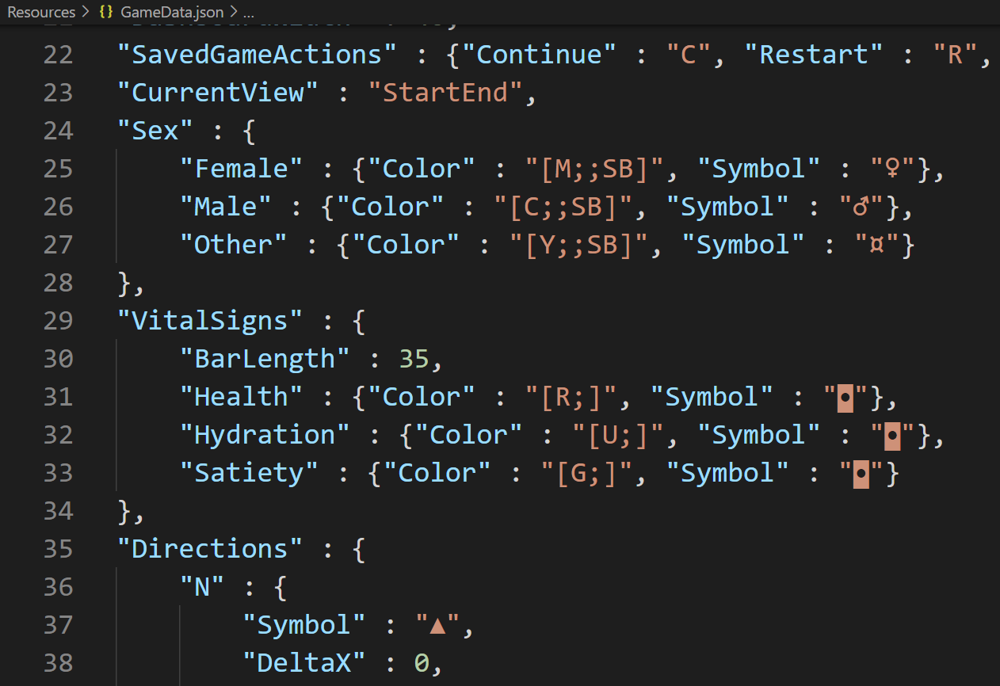 Resources > {} GameData.json > ...
22 "SavedGameActions" : {"Continue" : "C", "Restart" : "R",
23 "CurrentView" : "StartEnd",
24 "Sex" : {
25 "Female" : {"Color" : "[M;;SB]", "Symbol" : "♀"},
26 "Male" : {"Color" : "[C;;SB]", "Symbol" : "♂"},
27 "Other" : {"Color" : "[Y;;SB]", "Symbol" : "¤"}
28 },
29 "VitalSigns" : {
30 "BarLength" : 35,
31 "Health" : {"Color" : "[R;]", "Symbol" : "◘"},
32 "Hydration" : {"Color" : "[U;]", "Symbol" : "◘"},
33 "Satiety" : {"Color" : "[G;]", "Symbol" : "◘"}
34 },
35 "Directions" : {
36 "N" : {
37 "Symbol" : "▲",
38 "DeltaX" : 0,